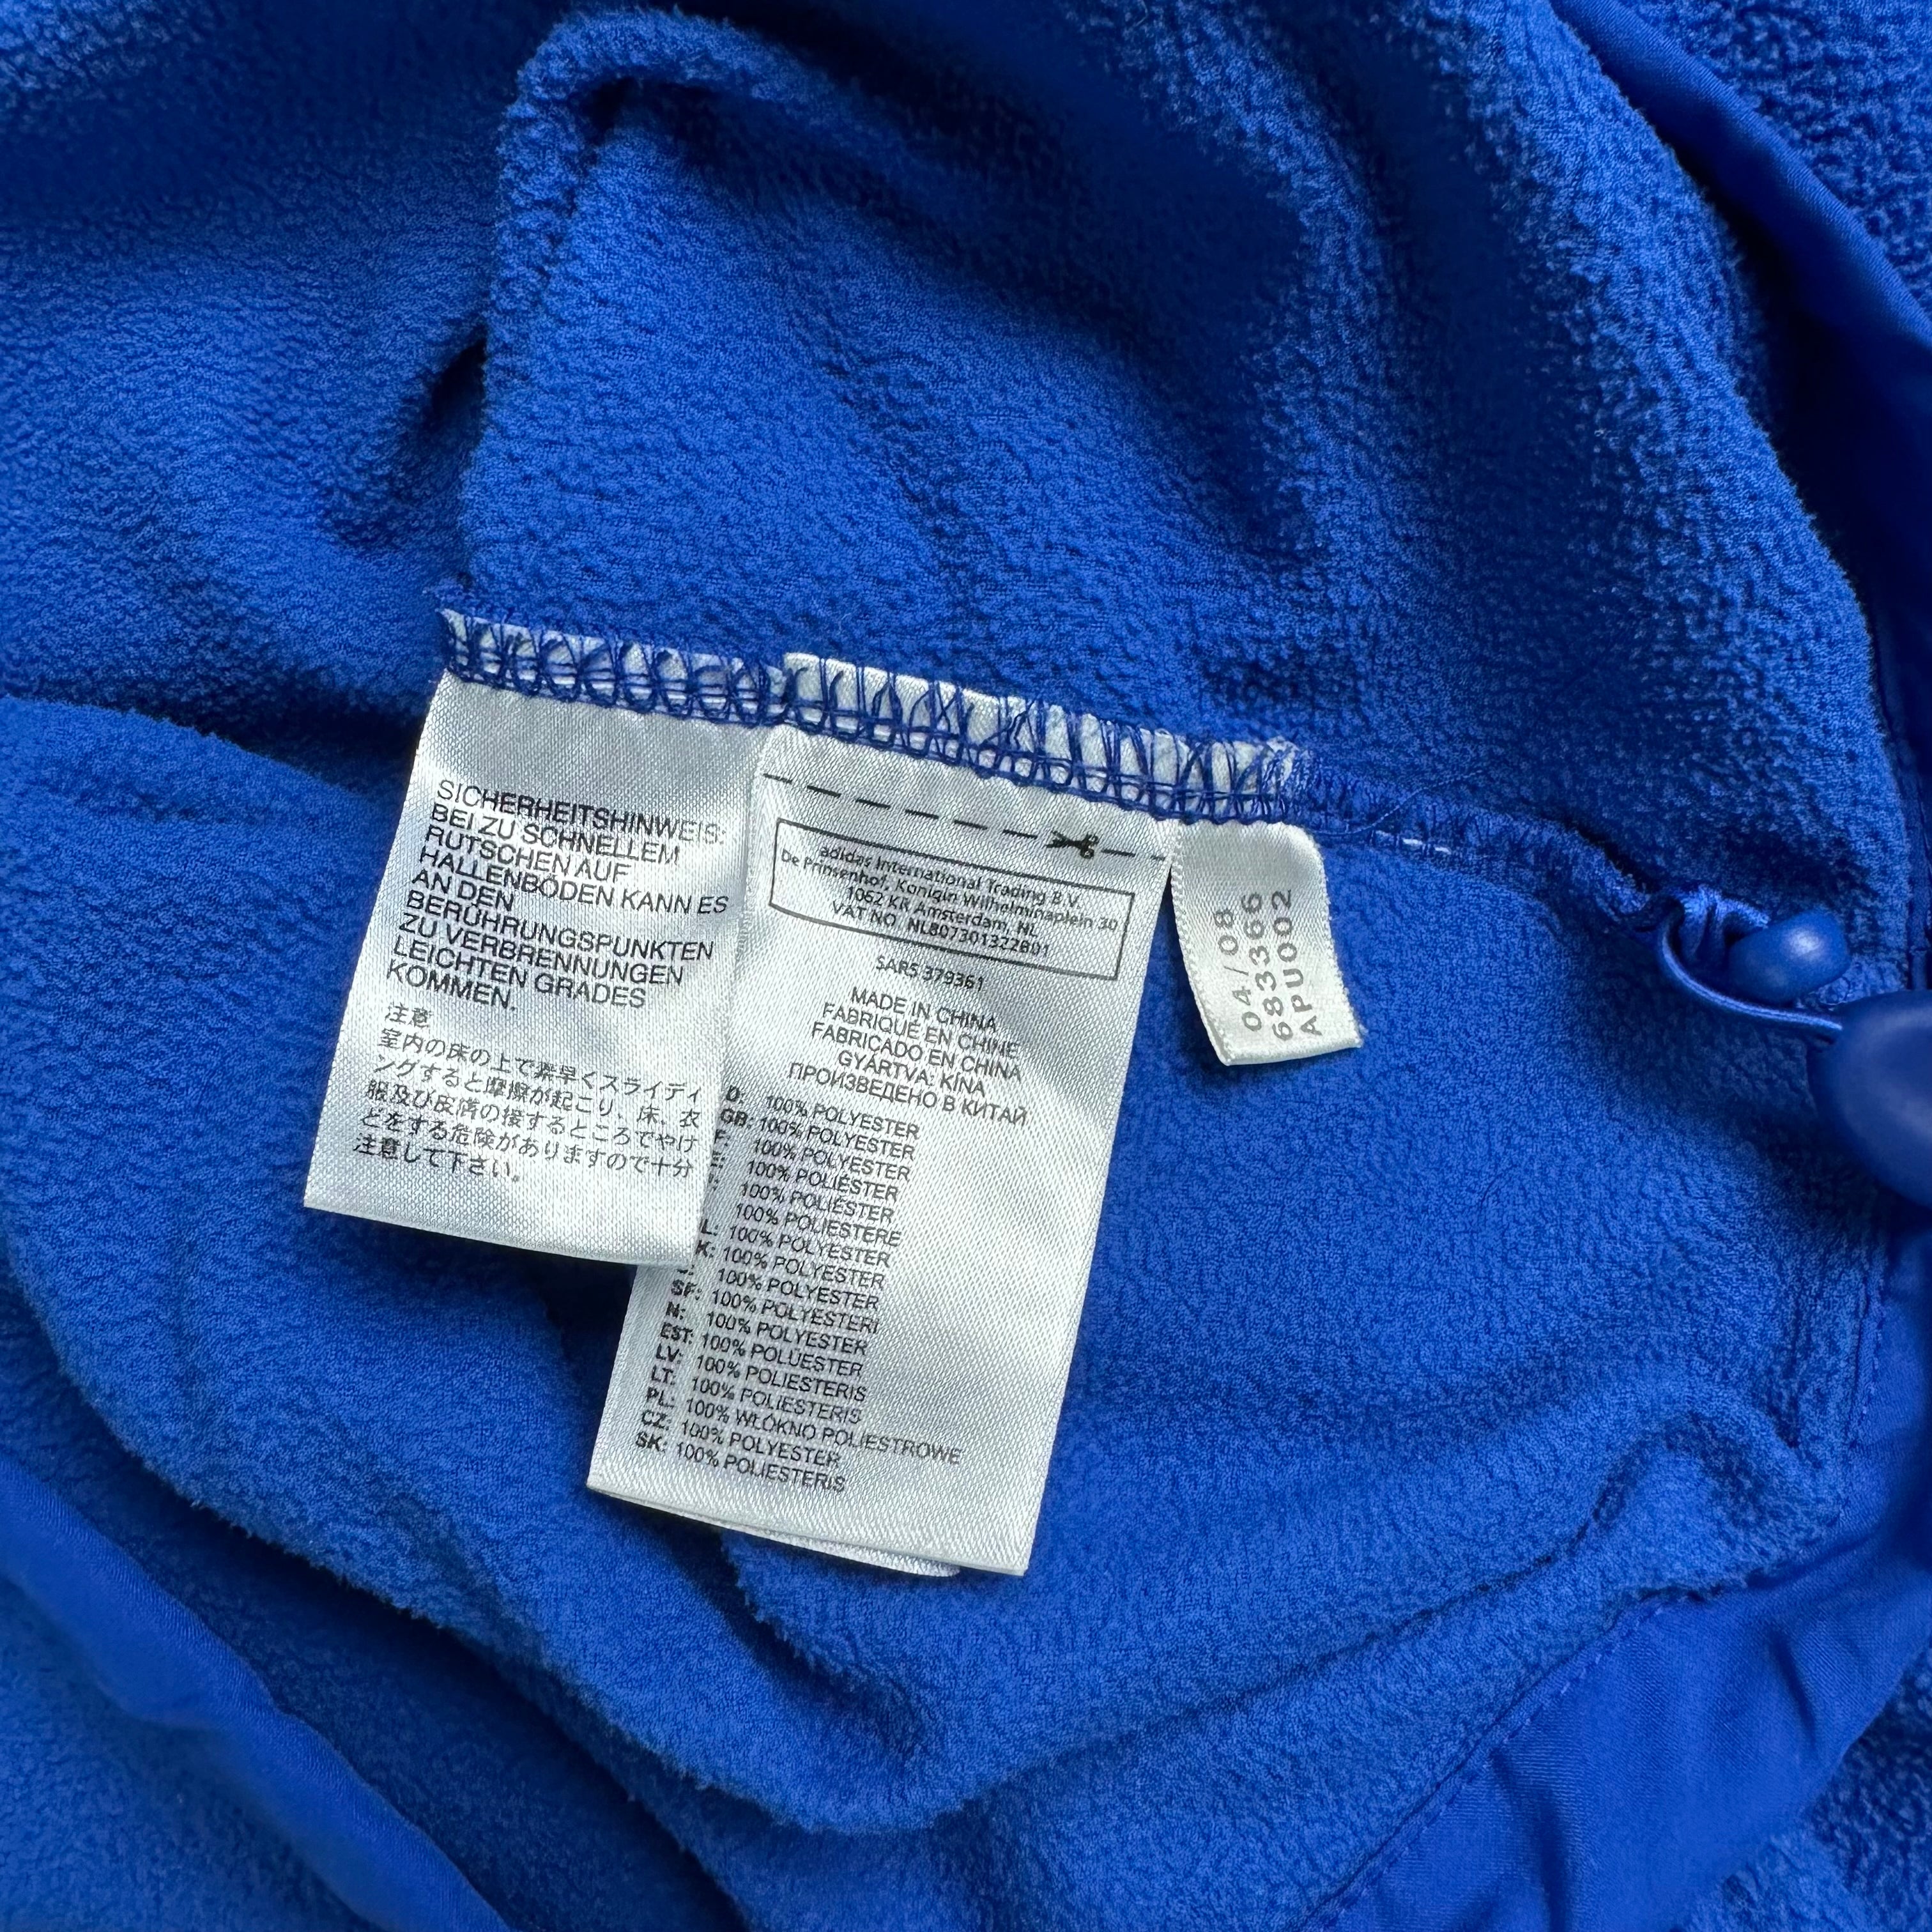 SICHERHEITSHINWEIS:
BEI ZU SCHNELLEM
RUTSCHEN AUF
HALLENBÖDEN KANN ES
AN DEN
BERÜHRUNGSPUNKTEN
ZU VERBRENNUNGEN
LEICHTEN GRADES
KOMMEN.
注意
室内の床の上で素早くスライディ
ングすると摩擦が起こり、床、衣
服及び皮膚の接するところでやけ
どをする危険がありますので十分
注意して下さい。
adidas International Trading B.V.
De Prinsenhof, Konigin Wilhelminaplein 30
1062 KR Amsterdam, NL
VAT NO. NL807301322B01
SARS 379361
MADE IN CHINA
FABRIQUÉ EN CHINE
FABRICADO EN CHINA
GYÁRTVA: KÍNA
ПРОИЗВЕДЕНО В КИТАЙ
D: 100% POLYESTER
GB: 100% POLYESTER
F: 100% POLYESTER
E: 100% POLIÉSTER
100% POLIÉSTER
100% POLIESTERE
L: 100% POLYESTER
K: 100% POLYESTER
100% POLYESTER
SF: 100% POLYESTERI
N: 100% POLYESTER
EST: 100% POLÜESTER
LV: 100% POLIESTERIS
LT: 100% POLIESTERIS
PL: 100% WŁÓKNO POLIESTROWE
CZ: 100% POLYESTER
SK: 100% POLIESTERIS
04/08
683366
APU002